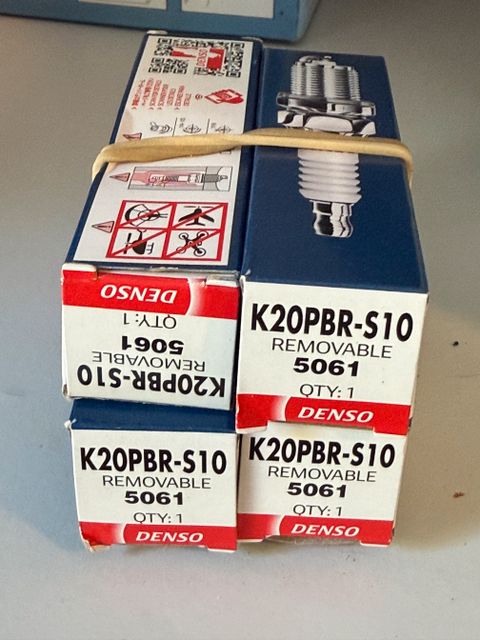 DENSO
DENSO
QTY: 1
5061
REMOVABLE
K20PBR-S10
K20PBR-S10
REMOVABLE
5061
QTY: 1
DENSO
K20PBR-S10
REMOVABLE
5061
QTY: 1
DENSO
K20PBR-S10
REMOVABLE
5061
QTY: 1
DENSO